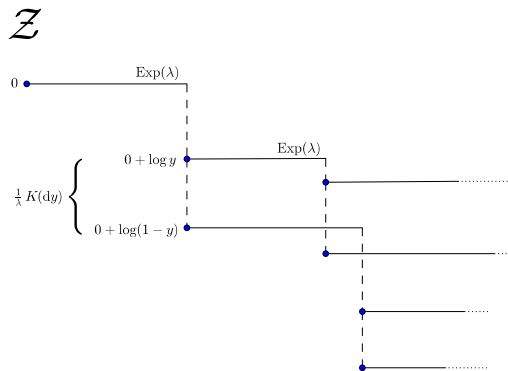 𝒵
Exp(λ)
0
0 + log y
Exp(λ)
1/λ K(dy) {
0 + log(1 − y)